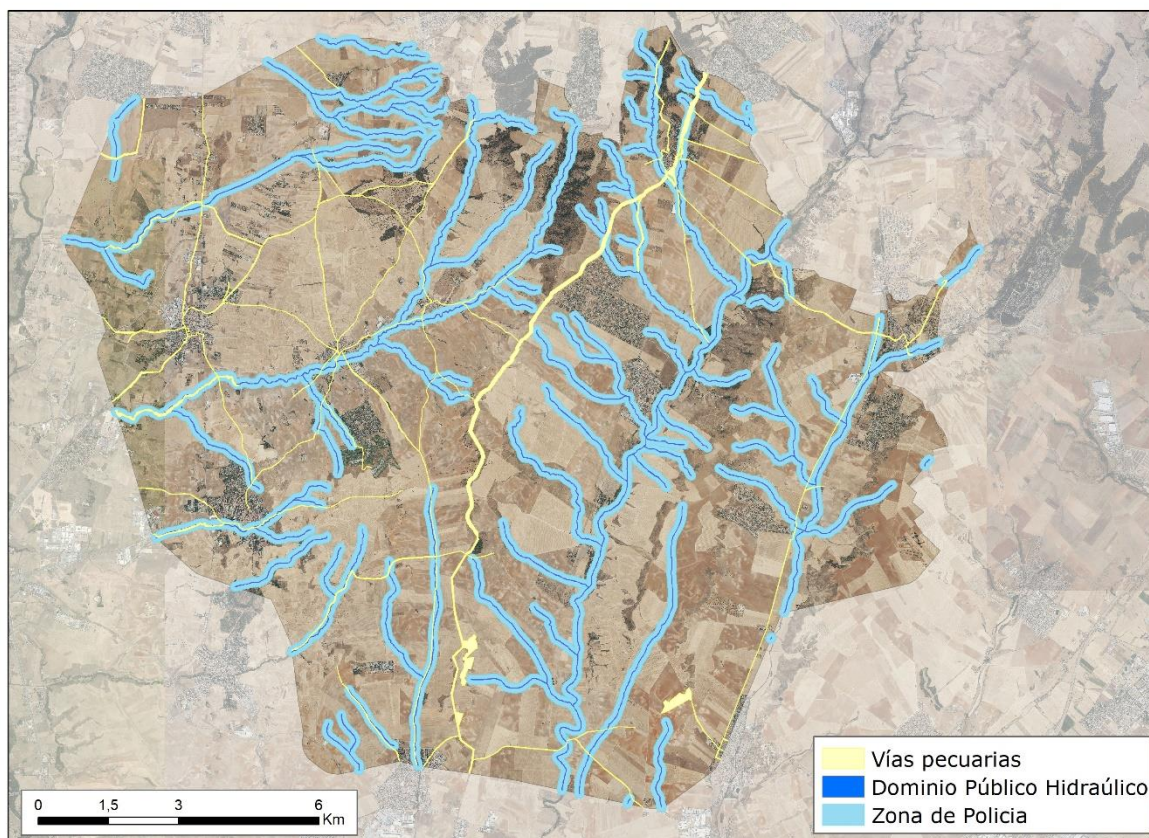 Vías pecuarias
Dominio Público Hidraúlico
Zona de Policia
0 1,5 3 6
Km